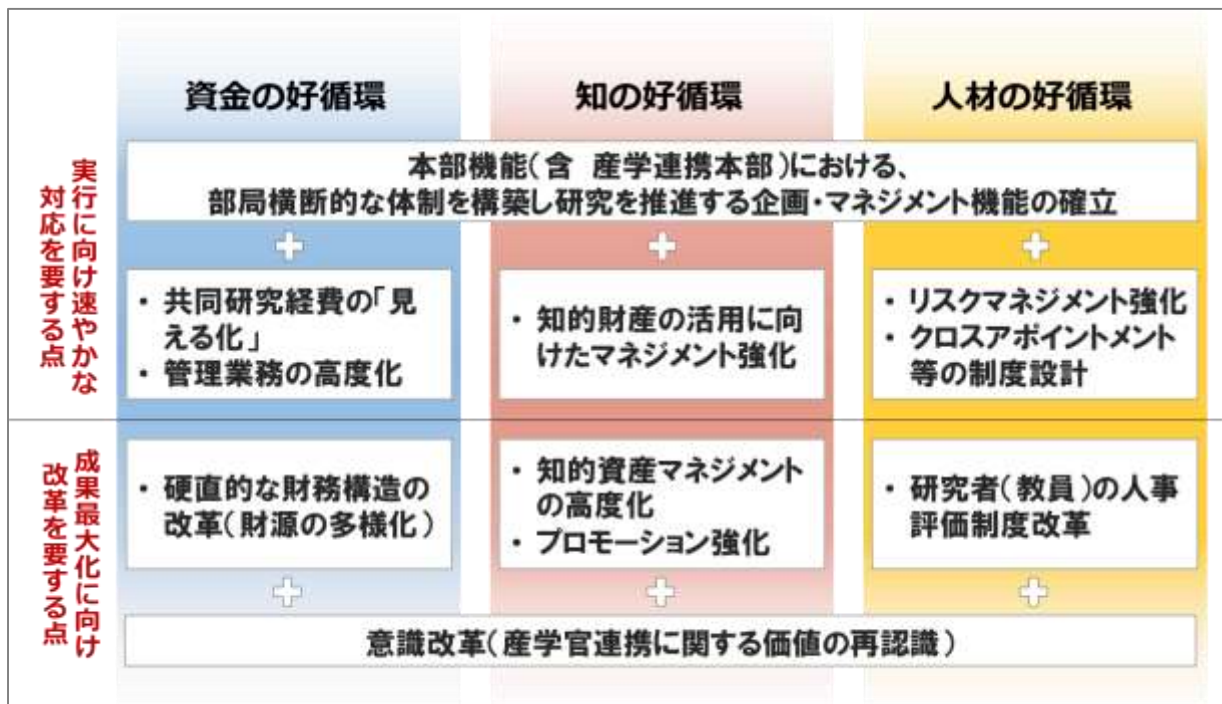 資金の好循環
知の好循環
人材の好循環
実行に向け速やかな
対応を要する点
本部機能(含 産学連携本部)における、
部局横断的な体制を構築し研究を推進する企画・マネジメント機能の確立
・ 共同研究経費の「見
える化」
・ 管理業務の高度化
・ 知的財産の活用に向
けたマネジメント強化
・ リスクマネジメント強化
・ クロスアポイントメント
等の制度設計
成果最大化に向け
改革を要する点
・ 硬直的な財務構造の
改革(財源の多様化)
・ 知的資産マネジメント
の高度化
・ プロモーション強化
・ 研究者(教員)の人事
評価制度改革
意識改革(産学官連携に関する価値の再認識)